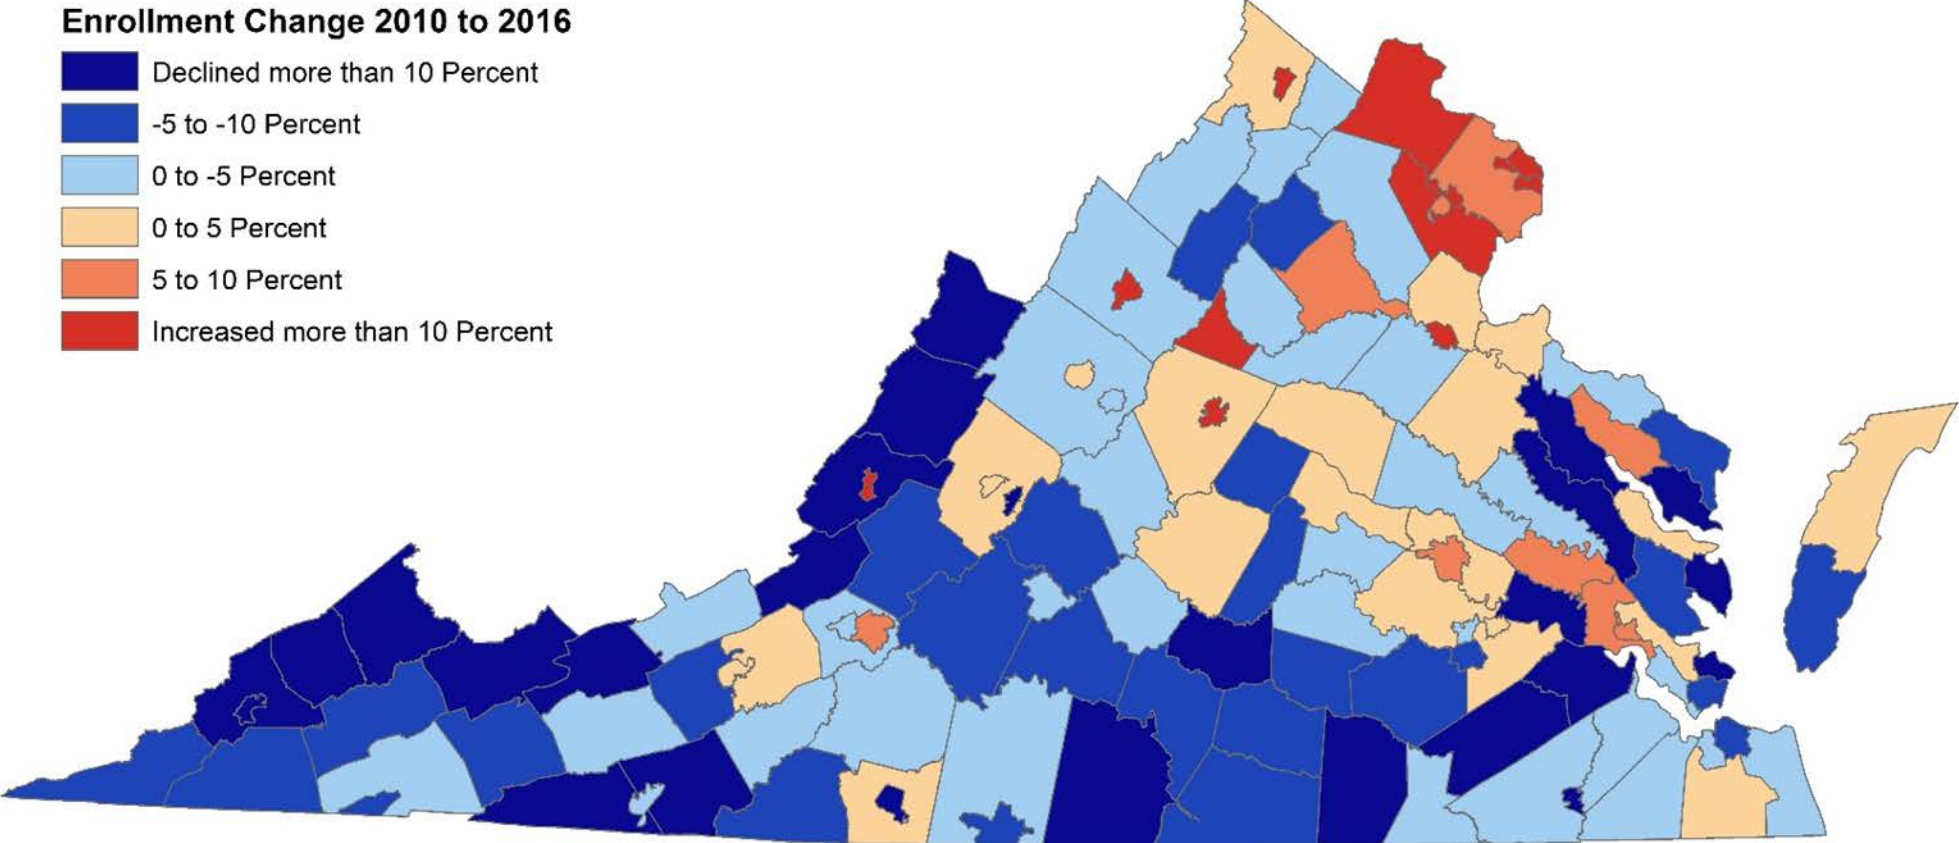 Enrollment Change 2010 to 2016
Declined more than 10 Percent
-5 to -10 Percent
0 to -5 Percent
0 to 5 Percent
5 to 10 Percent
Increased more than 10 Percent